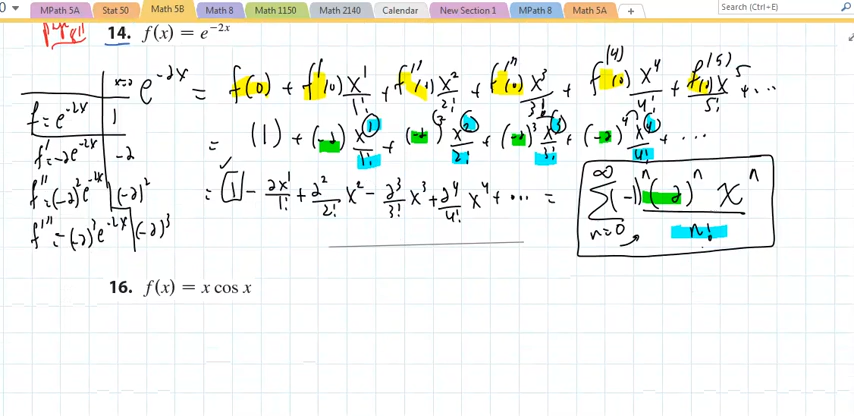 MPath 5A Stat 50 Math 5B Math 8 Math 1150 Math 2140 Calendar New Section 1 MPath 8 Math 5A + Search (Ctrl+E)
14. f(x) = e^{-2x}
x=0 e^{-2x} = f(0) + f'(0)x^1/1! + f''(0)x^2/2! + f'''(0)x^3/3! + f^{(4)}(0)x^4/4! + f^{(5)}(0)x^5/5! + ...
f = e^{-2x} 1
= (1) + (-2)x^1/1! + (-2)^2 x^2/2! + (-2)^3 x^3/3! + (-2)^4 x^4/4! + ...
f' = -2e^{-2x} -2
f'' = (-2)^2 e^{-2x} (-2)^2
= 1 - 2x^1/1! + 2^2/2! x^2 - 2^3/3! x^3 + 2^4/4! x^4 + ... = ∑_{n=0}^{∞} (-1)^n (2)^n x^n / n!
f''' = (-2)^3 e^{-2x} (-2)^3
16. f(x) = x cos x